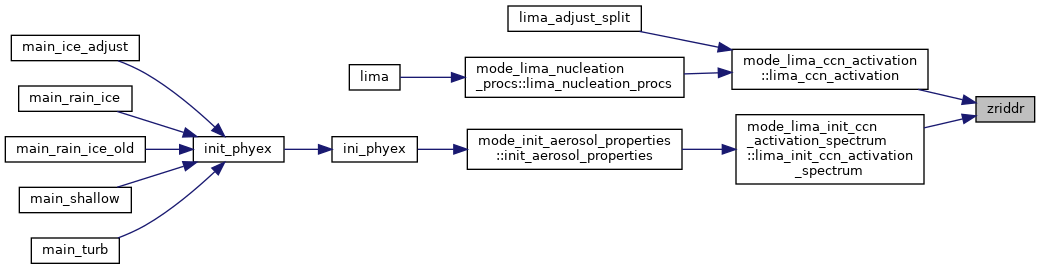 lima_adjust_split
main_ice_adjust
mode_lima_ccn_activation
::lima_ccn_activation
mode_lima_nucleation
_procs::lima_nucleation_procs
lima
main_rain_ice
zriddr
mode_lima_init_ccn
_activation_spectrum
::lima_init_ccn_activation
_spectrum
main_rain_ice_old
init_phyex
ini_phyex
mode_init_aerosol_properties
::init_aerosol_properties
main_shallow
main_turb